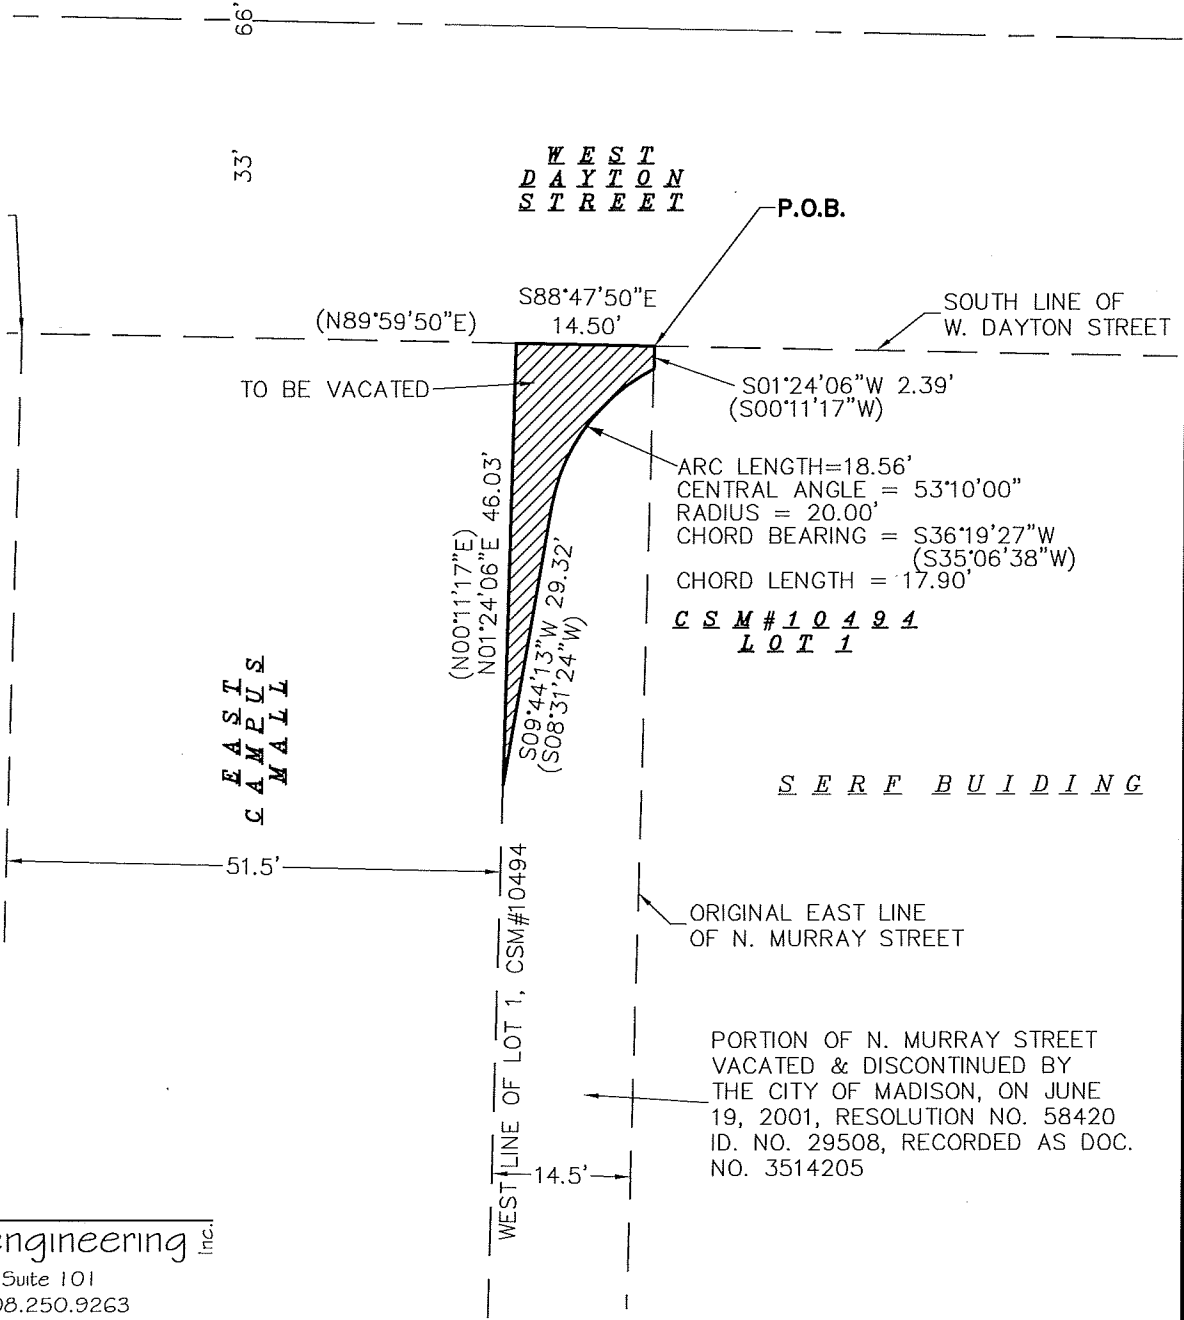 66'
33'
WEST
DAYTON
STREET
P.O.B.
S88°47'50"E
14.50'
(N89°59'50"E)
SOUTH LINE OF
W. DAYTON STREET
TO BE VACATED
S01°24'06"W 2.39'
(S00°11'17"W)
ARC LENGTH=18.56'
CENTRAL ANGLE = 53°10'00"
RADIUS = 20.00'
CHORD BEARING = S36°19'27"W
(S35°06'38"W)
CHORD LENGTH = 17.90'
(N00°11'17"E)
N01°24'06"E 46.03'
S09°44'13"W 29.32'
(S08°31'24"W)
CSM#10494
LOT 1
EAST
CAMPUS
MALL
SERF BUIDING
51.5'
WEST LINE OF LOT 1, CSM#10494
ORIGINAL EAST LINE
OF N. MURRAY STREET
PORTION OF N. MURRAY STREET
VACATED & DISCONTINUED BY
THE CITY OF MADISON, ON JUNE
19, 2001, RESOLUTION NO. 58420
ID. NO. 29508, RECORDED AS DOC.
NO. 3514205
14.5'
engineering inc.
Suite 101
08.250.9263